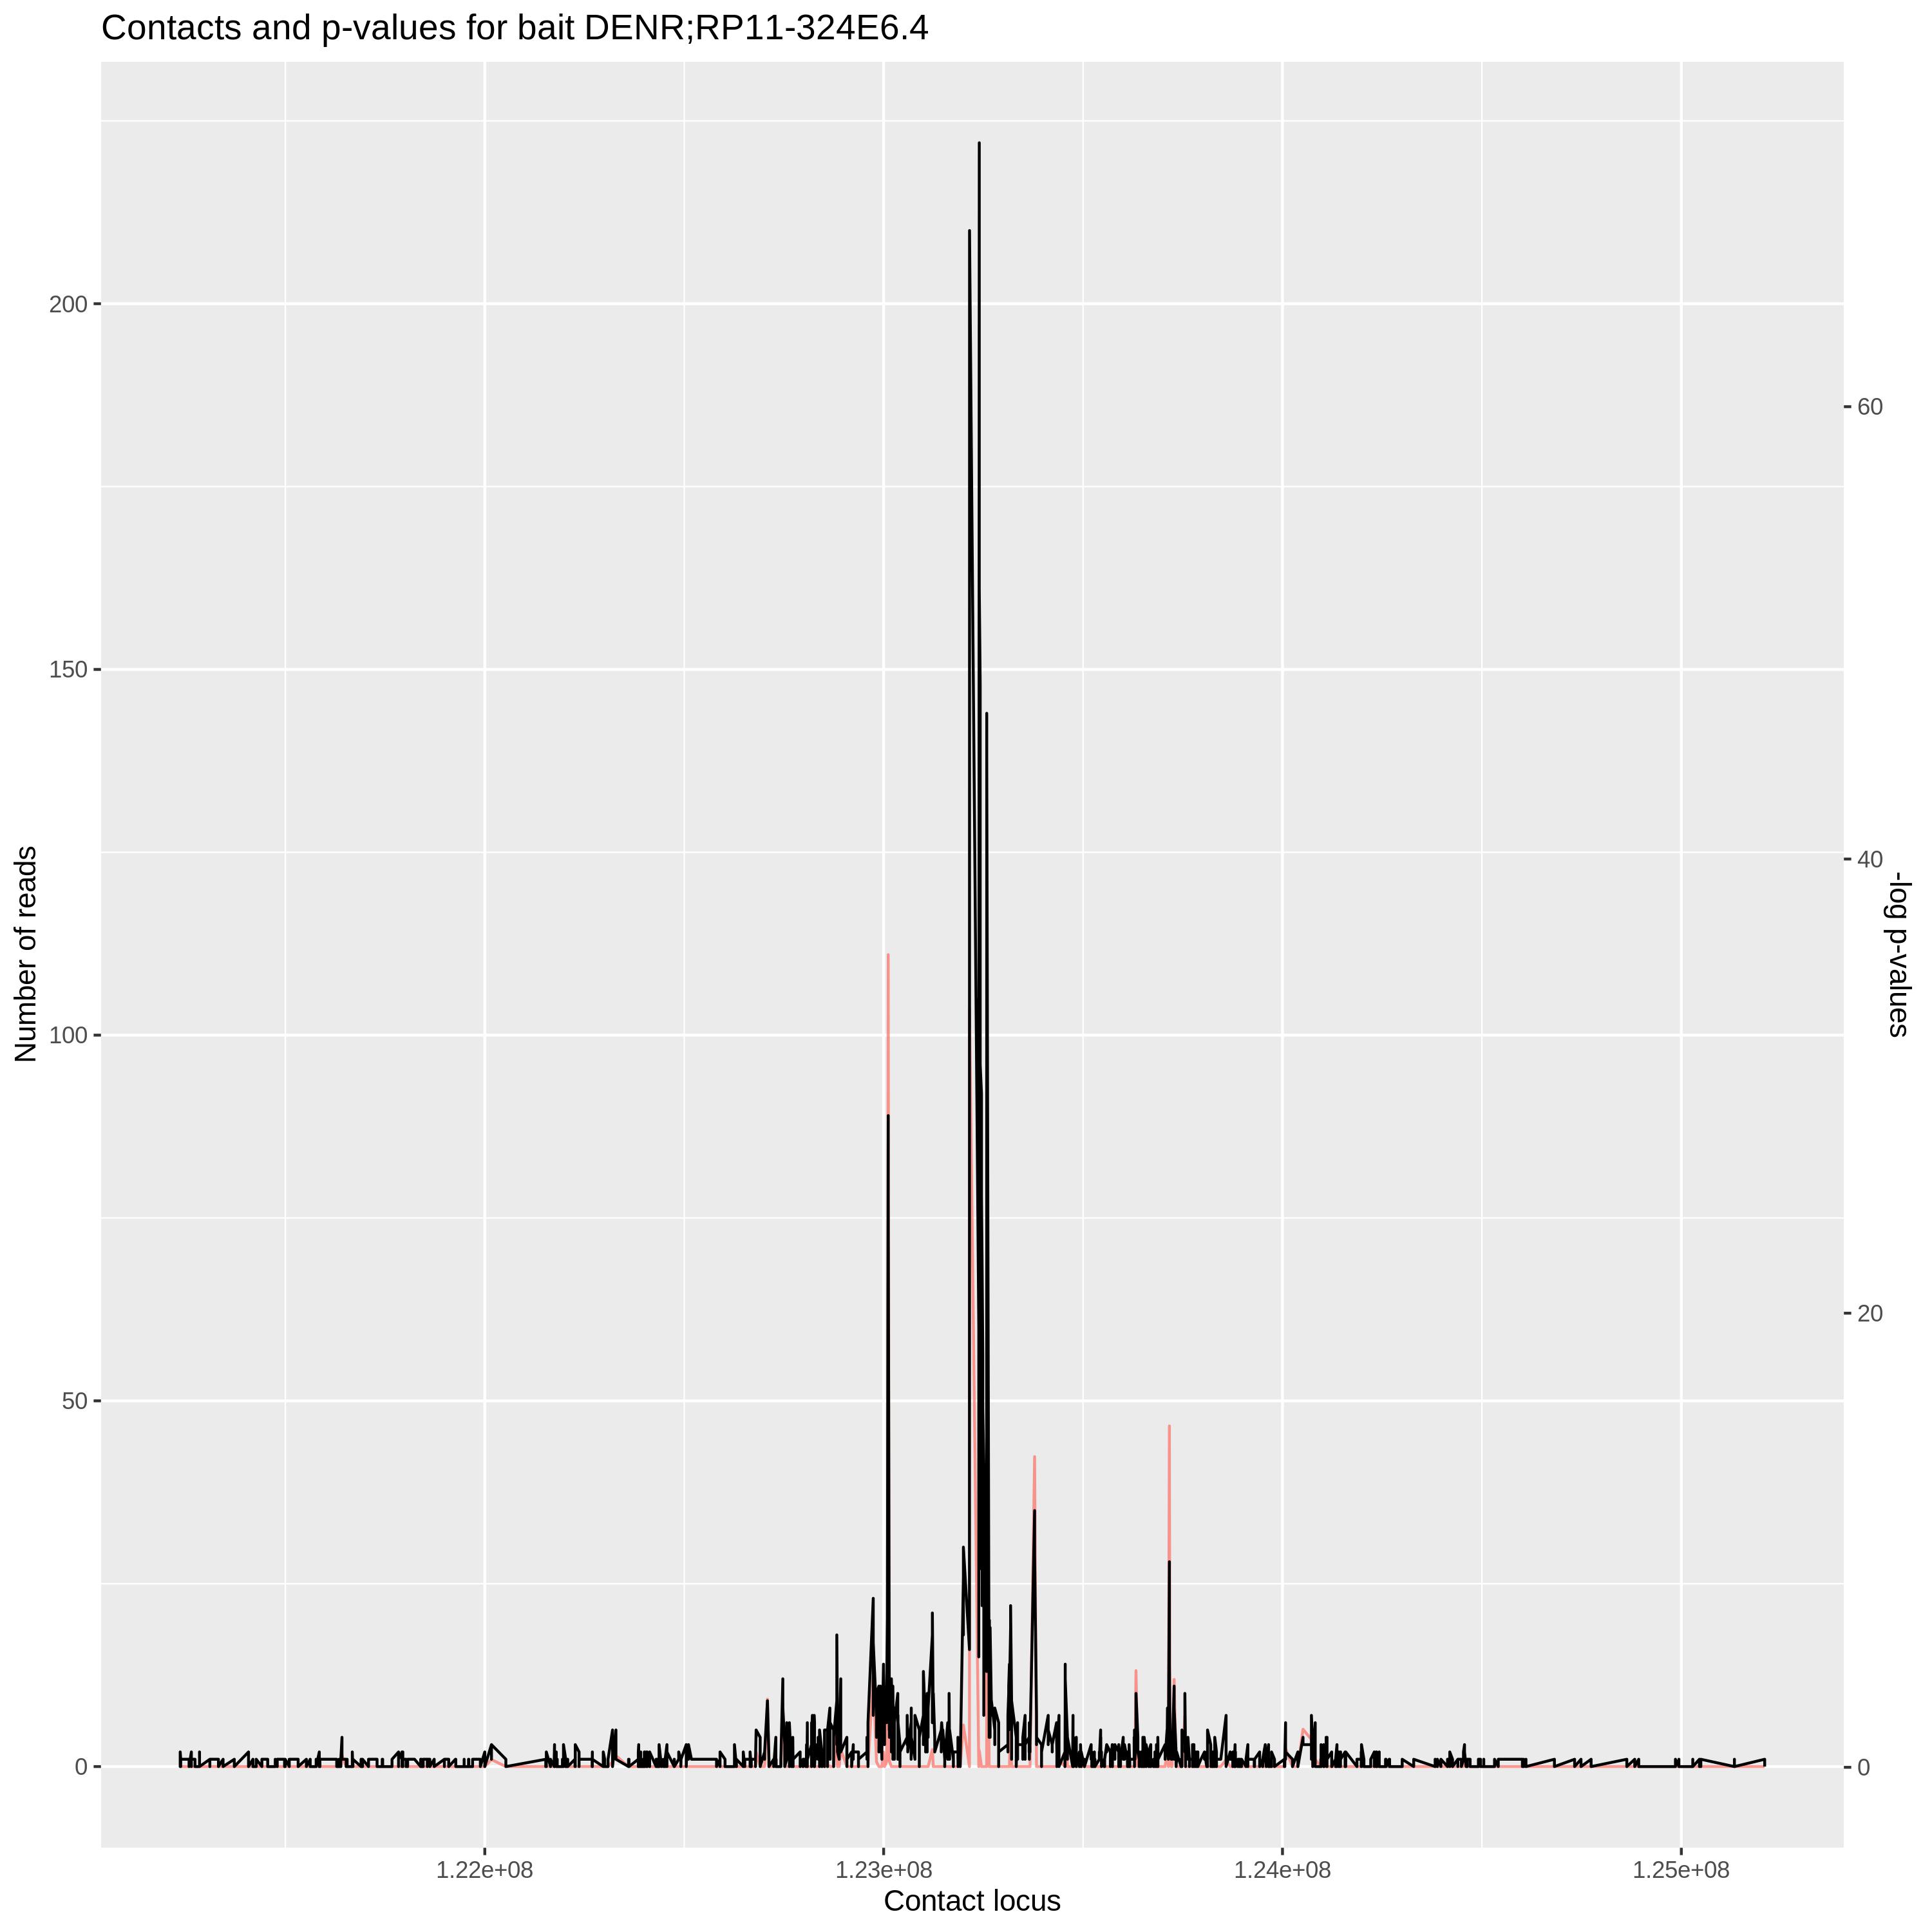 Contacts and p-values for bait DENR;RP11-324E6.4
Number of reads
200
150
100
50
0
60
40
20
0
-log p-values
1.22e+08 1.23e+08 1.24e+08 1.25e+08
Contact locus